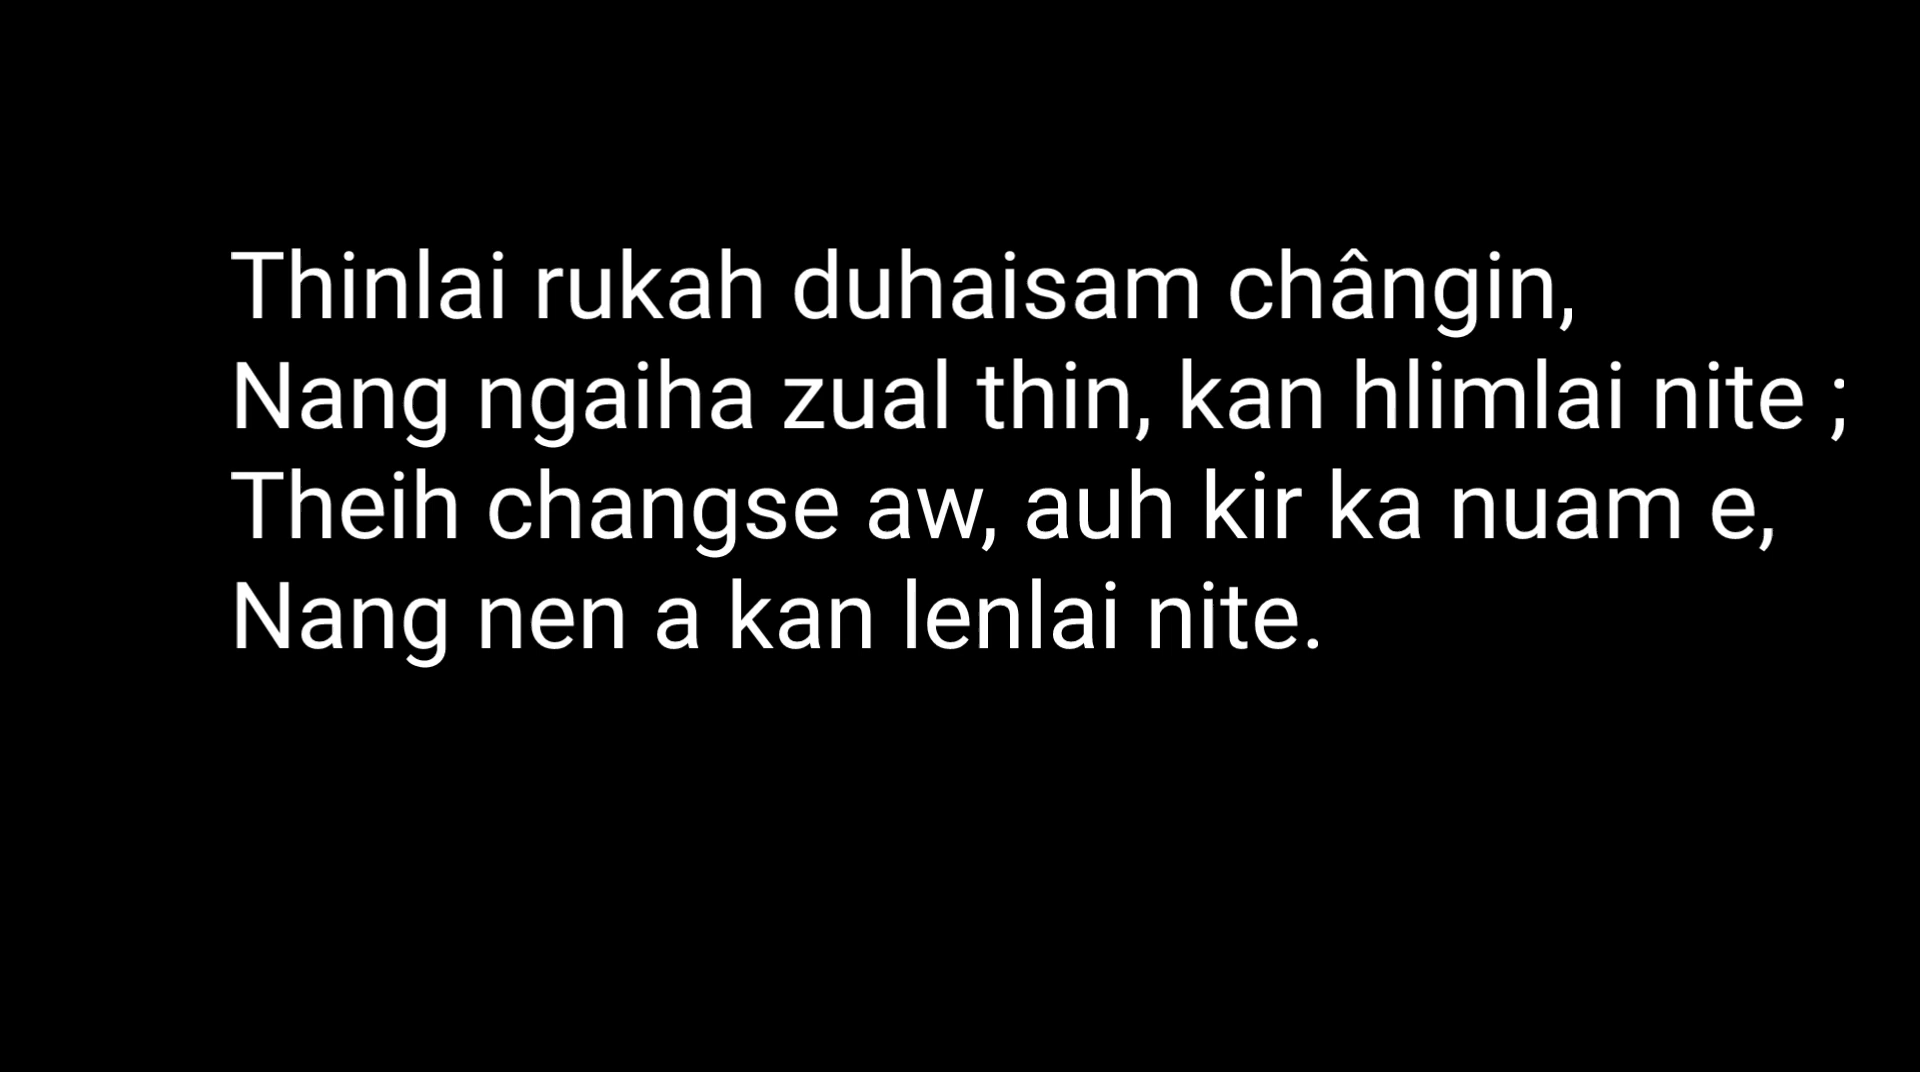 Thinlai rukah duhaisam chângin,
Nang ngaiha zual thin, kan hlimlai nite ;
Theih changse aw, auh kir ka nuam e,
Nang nen a kan lenlai nite.